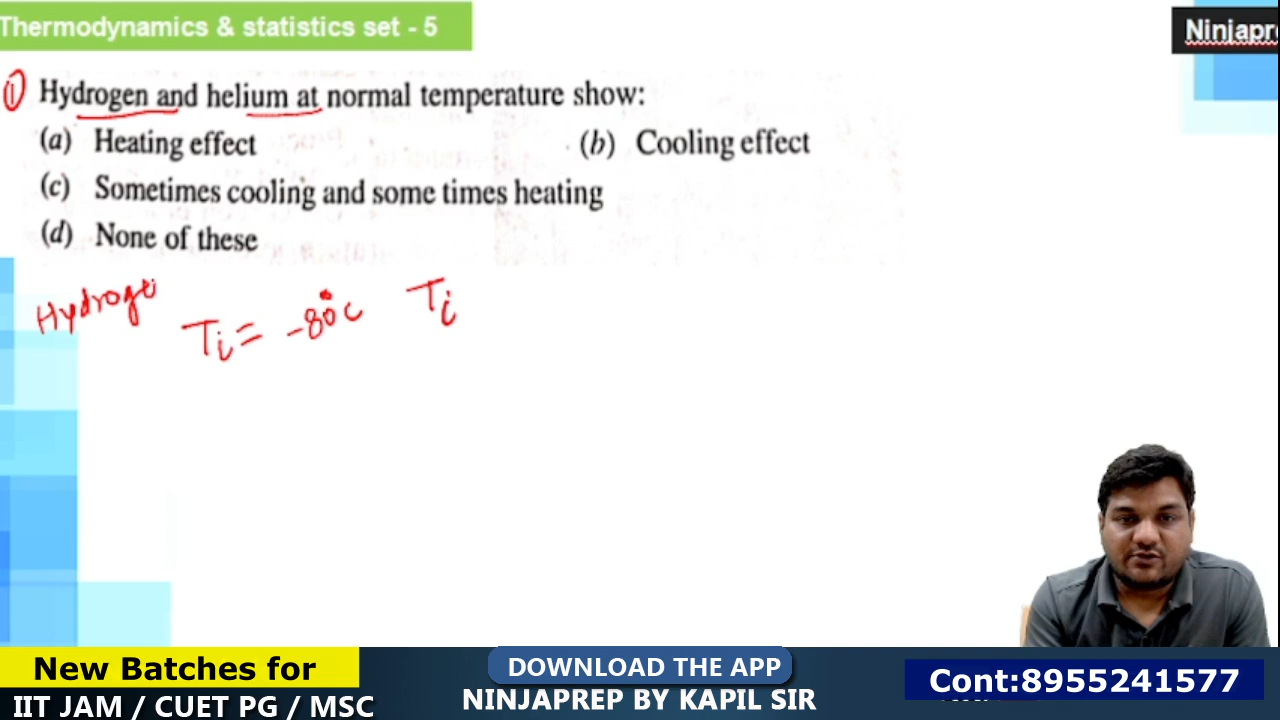 Thermodynamics & statistics set - 5
Ninjapr
① Hydrogen and helium at normal temperature show:
(a) Heating effect
(b) Cooling effect
(c) Sometimes cooling and some times heating
(d) None of these
Hydroge
Ti = -80°C Ti
New Batches for
IIT JAM / CUET PG / MSC
DOWNLOAD THE APP
NINJAPREP BY KAPIL SIR
Cont:8955241577